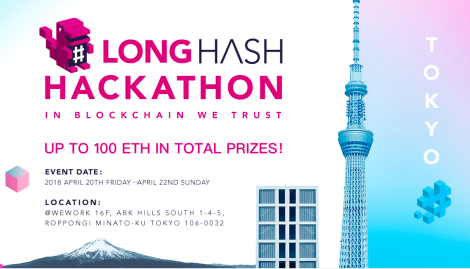 LONGHASH
HACKATHON
IN BLOCKCHAIN WE TRUST
UP TO 100 ETH IN TOTAL PRIZES!
EVENT DATE:
2018 APRIL 20TH FRIDAY—APRIL 22ND SUNDAY
LOCATION:
@WEWORK 16F, ARK HILLS SOUTH 1-4-5,
ROPPONGI MINATO-KU TOKYO 106-0032
TOKYO